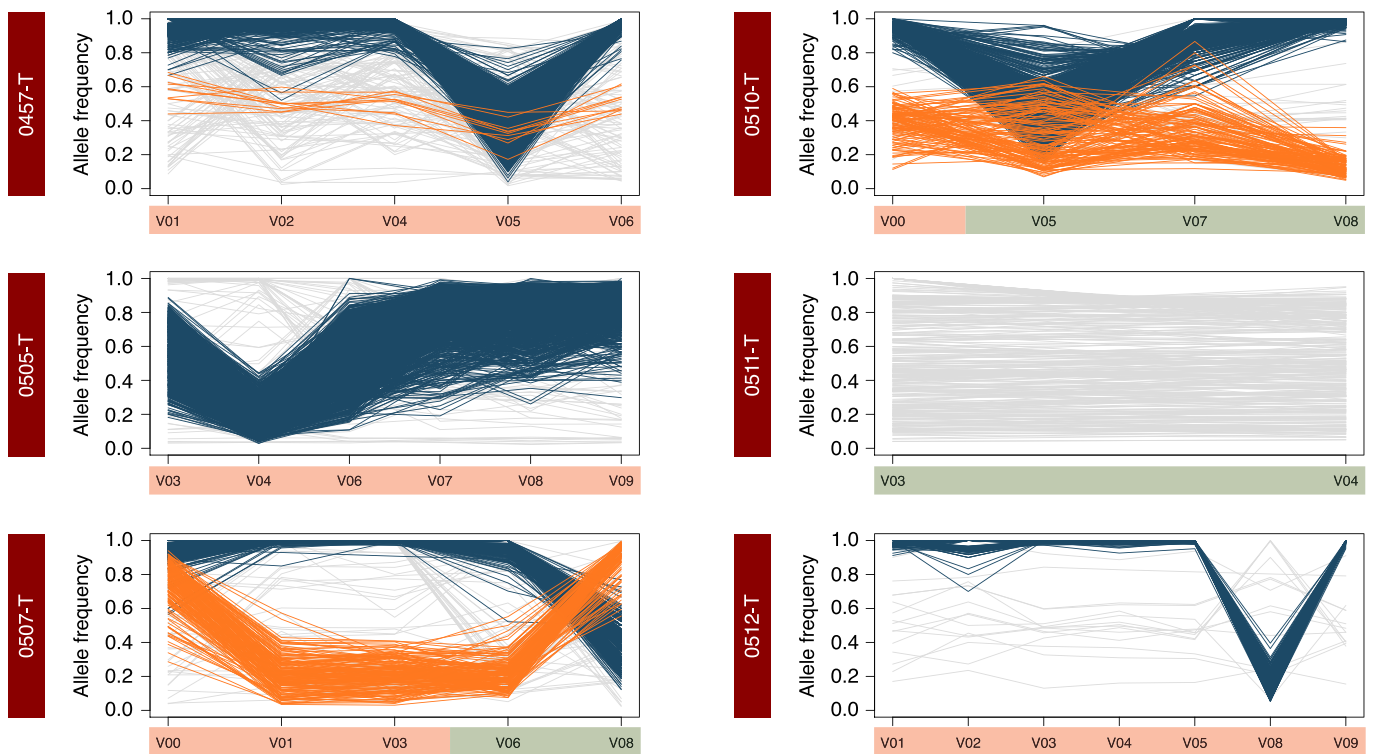 0457-T
Allele frequency
1.0
0.8
0.6
0.4
0.2
0.0
V01 V02 V04 V05 V06
0510-T
Allele frequency
1.0
0.8
0.6
0.4
0.2
0.0
V00 V05 V07 V08
0505-T
Allele frequency
1.0
0.8
0.6
0.4
0.2
0.0
V03 V04 V06 V07 V08 V09
0511-T
Allele frequency
1.0
0.8
0.6
0.4
0.2
0.0
V03 V04
0507-T
Allele frequency
1.0
0.8
0.6
0.4
0.2
0.0
V00 V01 V03 V06 V08
0512-T
Allele frequency
1.0
0.8
0.6
0.4
0.2
0.0
V01 V02 V03 V04 V05 V08 V09